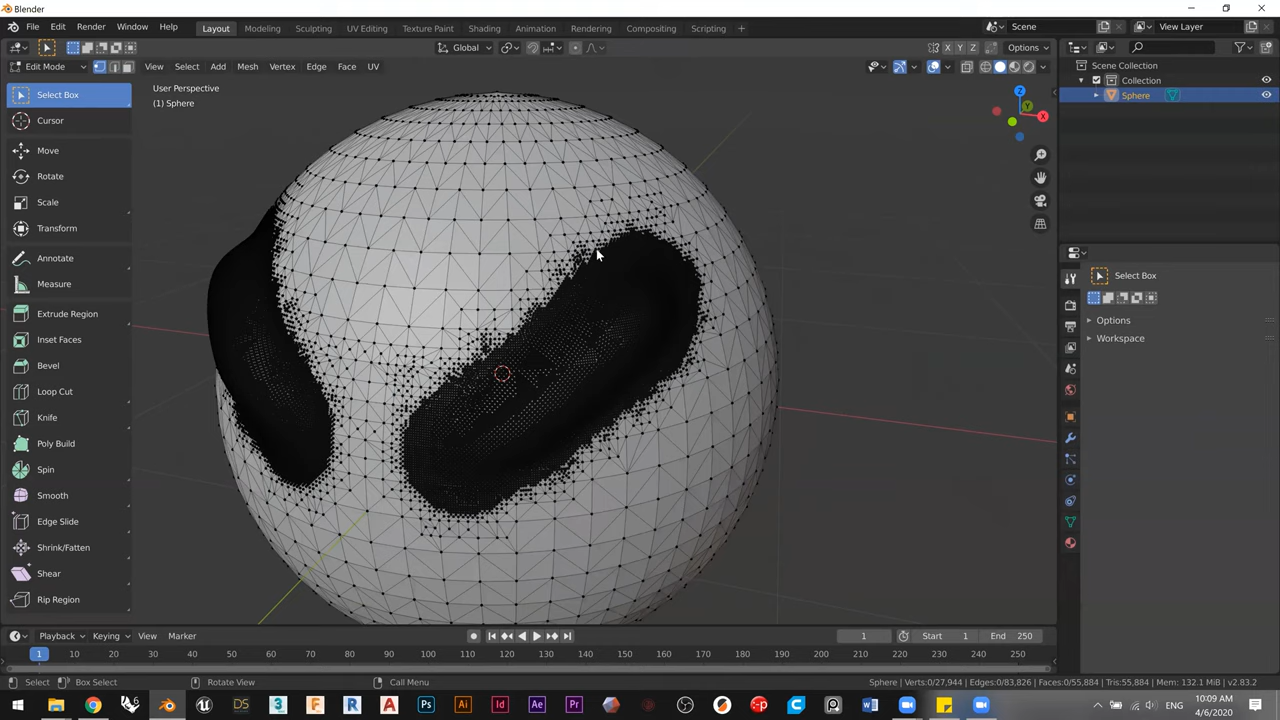 Blender
File Edit Render Window Help Layout Modeling Sculpting UV Editing Texture Paint Shading Animation Rendering Compositing Scripting + Scene View Layer
Global X Y Z Options
Edit Mode View Select Add Mesh Vertex Edge Face UV
Scene Collection
Collection
Sphere
User Perspective
(1) Sphere
Z
Y
X
Select Box
Cursor
Move
Rotate
Scale
Transform
Annotate
Measure
Extrude Region
Inset Faces
Bevel
Loop Cut
Knife
Poly Build
Spin
Smooth
Edge Slide
Shrink/Fatten
Shear
Rip Region
Select Box
Options
Workspace
Playback Keying View Marker 1 Start 1 End 250
1 10 20 30 40 50 60 70 80 90 100 110 120 130 140 150 160 170 180 190 200 210 220 230 240 250
Select Box Select Rotate View Call Menu Sphere | Verts:0/27,944 | Edges:0/83,826 | Faces:0/55,884 | Tris:55,884 | Mem: 132.1 MiB | v2.83.2
DS 3 F R A Ps Ai Id Ae Pr W ENG 10:09 AM
4/6/2020